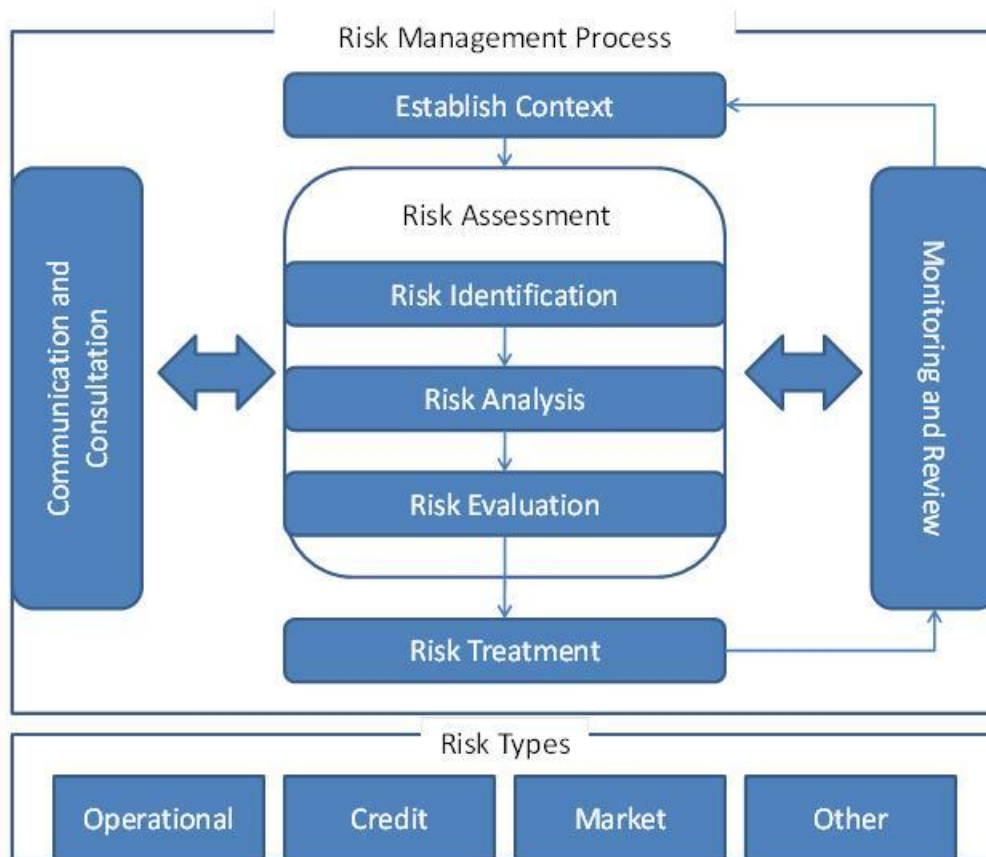 Risk Management Process
Establish Context
Communication and
Consultation
Risk Assessment
Risk Identification
Risk Analysis
Risk Evaluation
Monitoring and Review
Risk Treatment
Risk Types
Operational
Credit
Market
Other